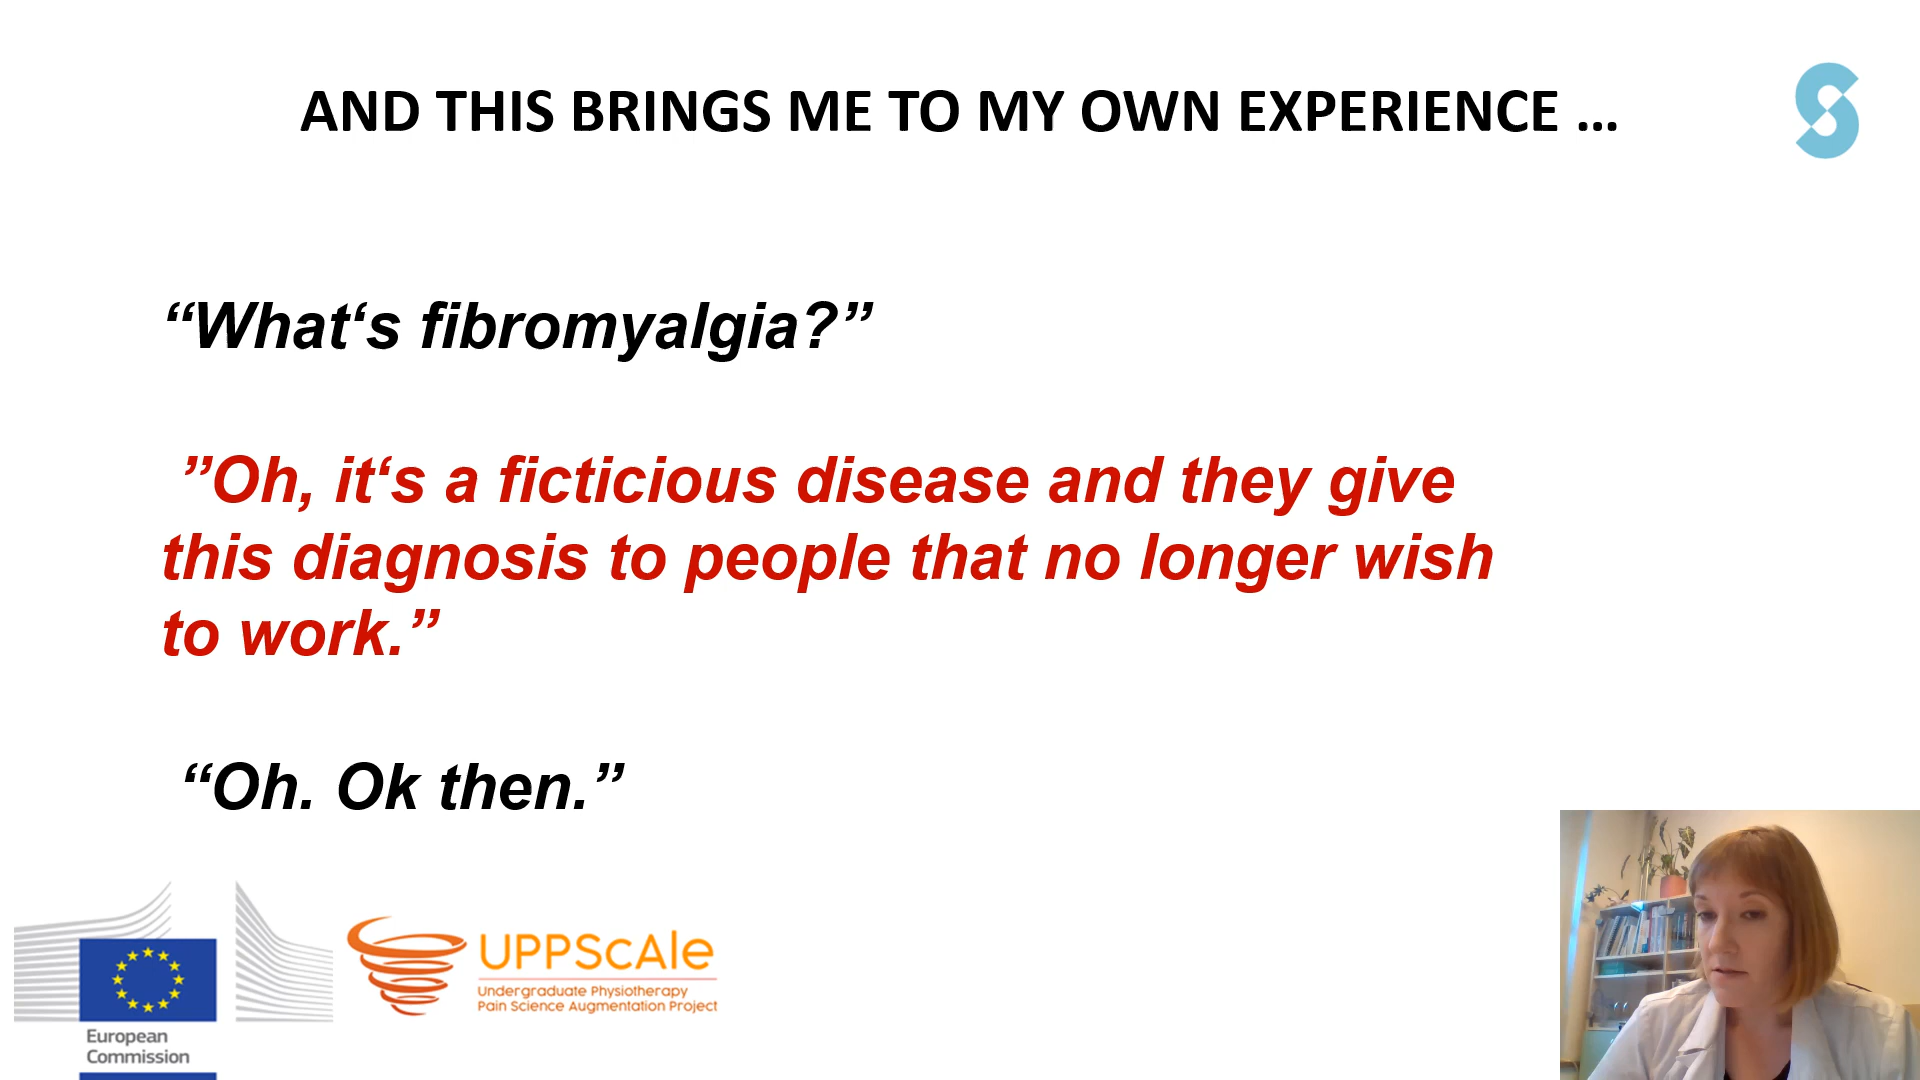 AND THIS BRINGS ME TO MY OWN EXPERIENCE …
“What‘s fibromyalgia?”
”Oh, it‘s a ficticious disease and they give
this diagnosis to people that no longer wish
to work.”
“Oh. Ok then.”
European
Commission
UPPScAle
Undergraduate Physiotherapy
Pain Science Augmentation Project